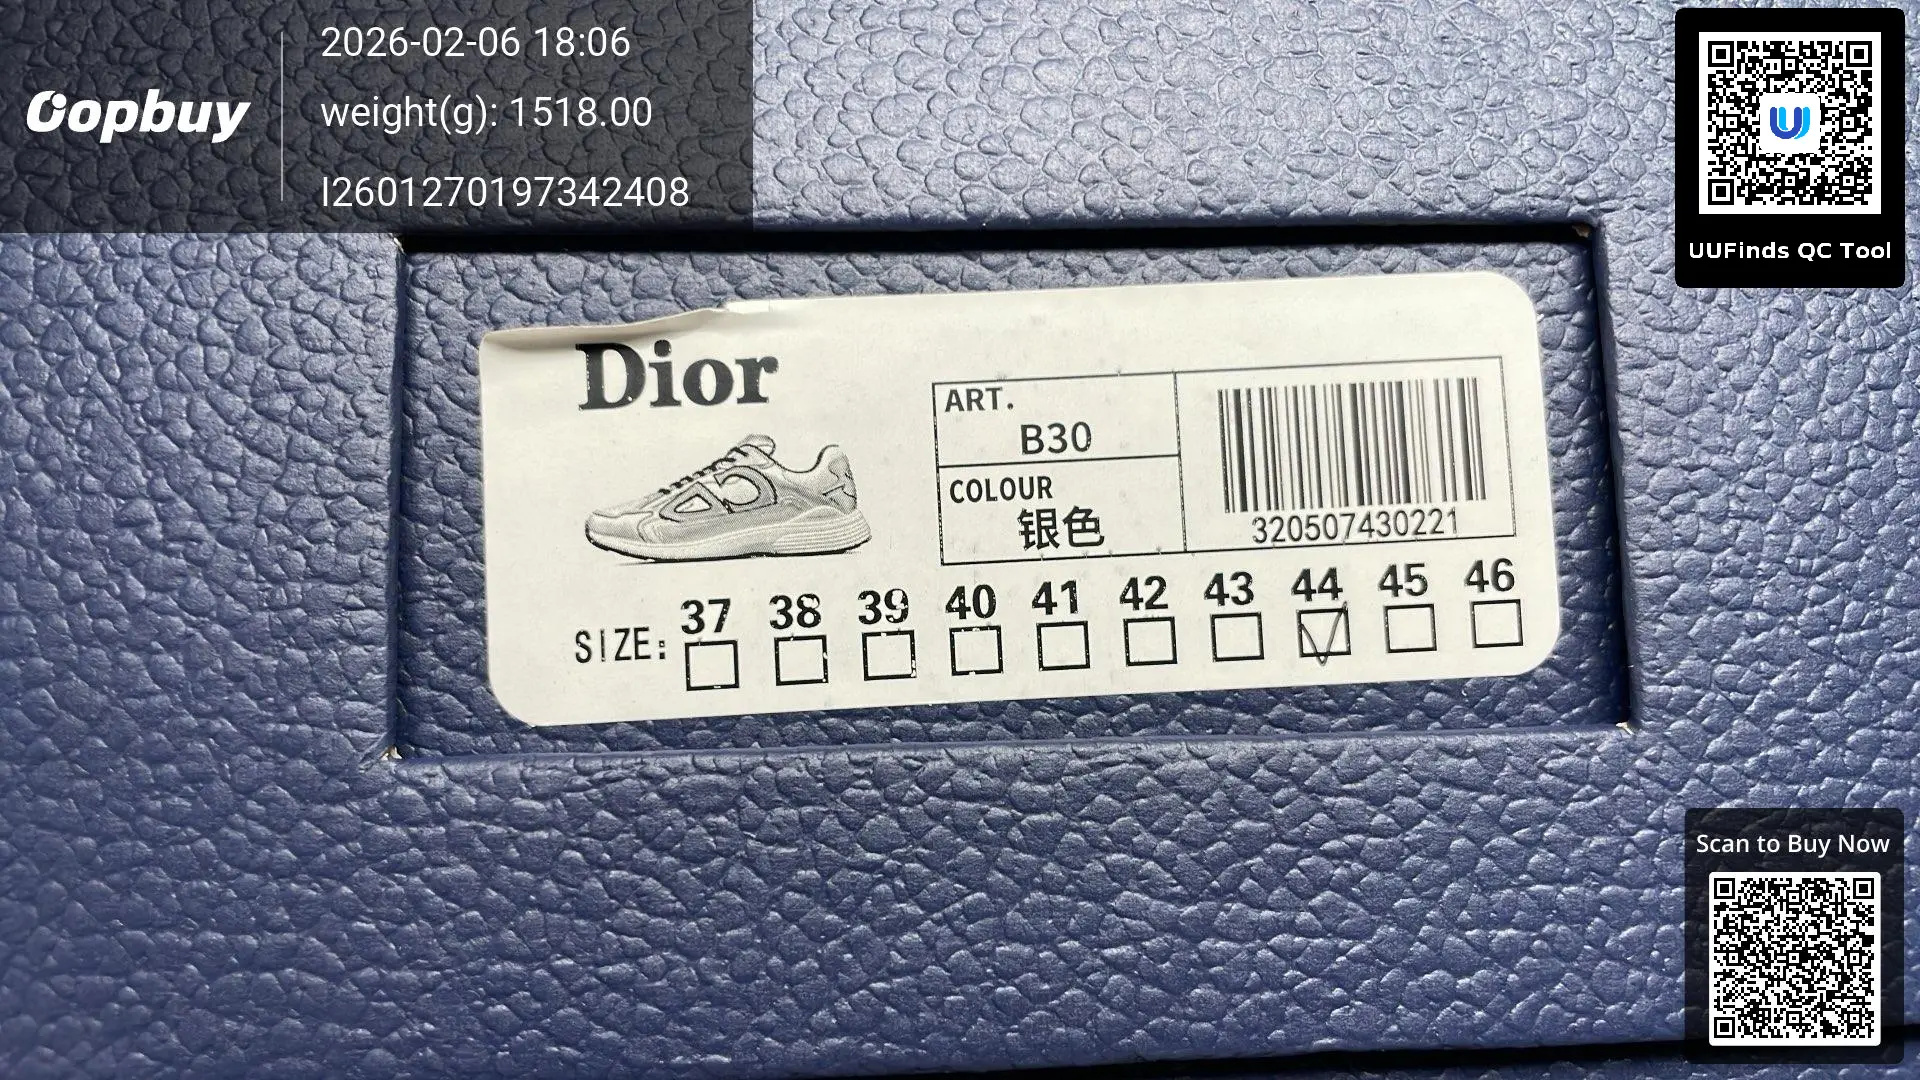 Oopbuy
2026-02-06 18:06
weight(g): 1518.00
I2601270197342408
UUFinds QC Tool
Dior
ART.
B30
COLOUR
银色
320507430221
SIZE: 37 38 39 40 41 42 43 44 45 46
Scan to Buy Now